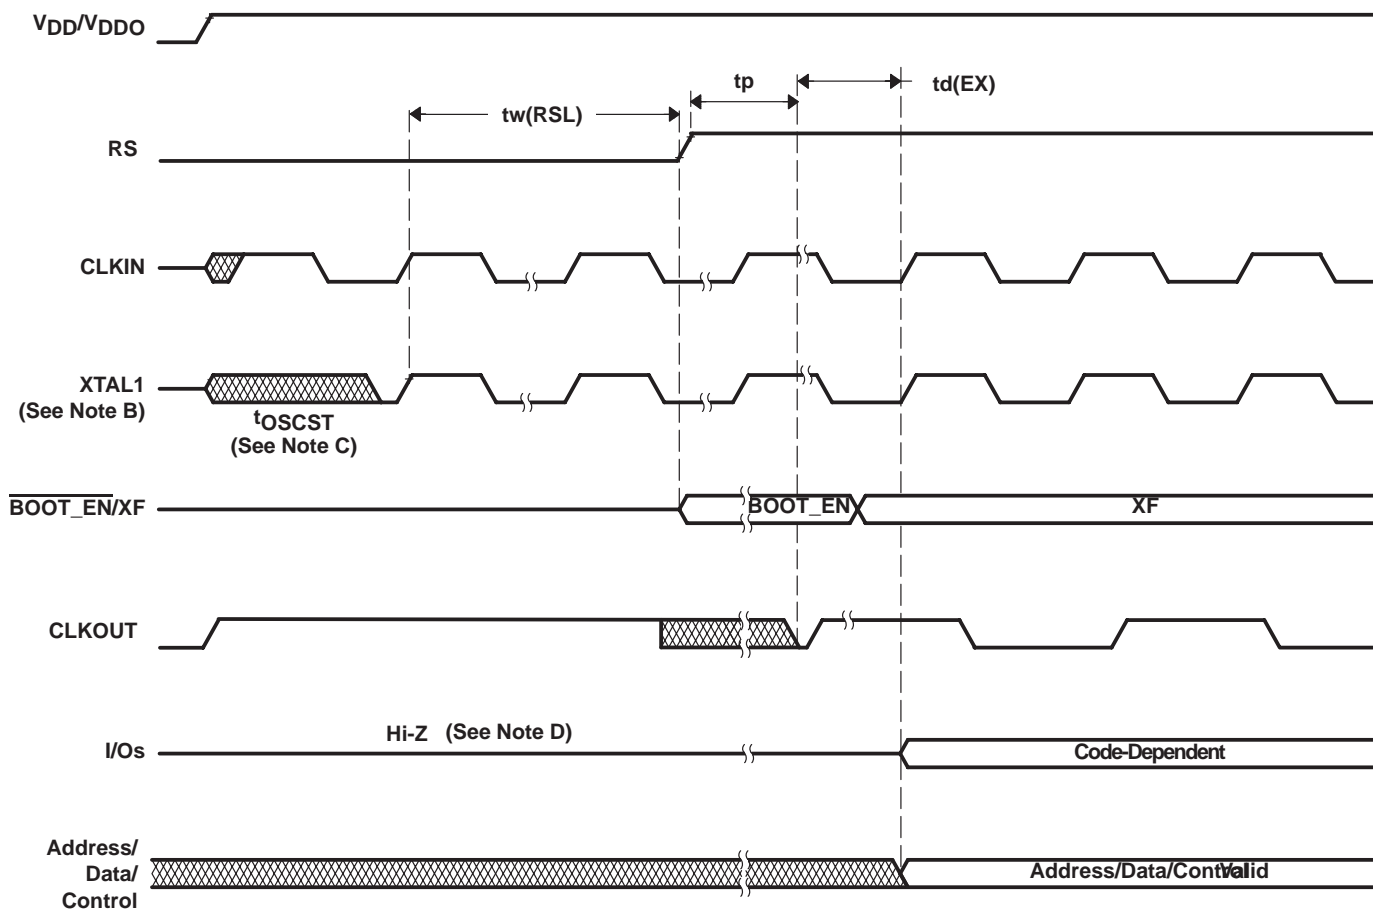 VDD/VDDO
tp
td(EX)
tw(RSL)
RS
CLKIN
XTAL1
(See Note B)
tOSCST
(See Note C)
BOOT_EN/XF
BOOT_EN
XF
CLKOUT
Hi-Z (See Note D)
I/Os
Code-Dependent
Address/
Data/
Control
Address/Data/Control Valid